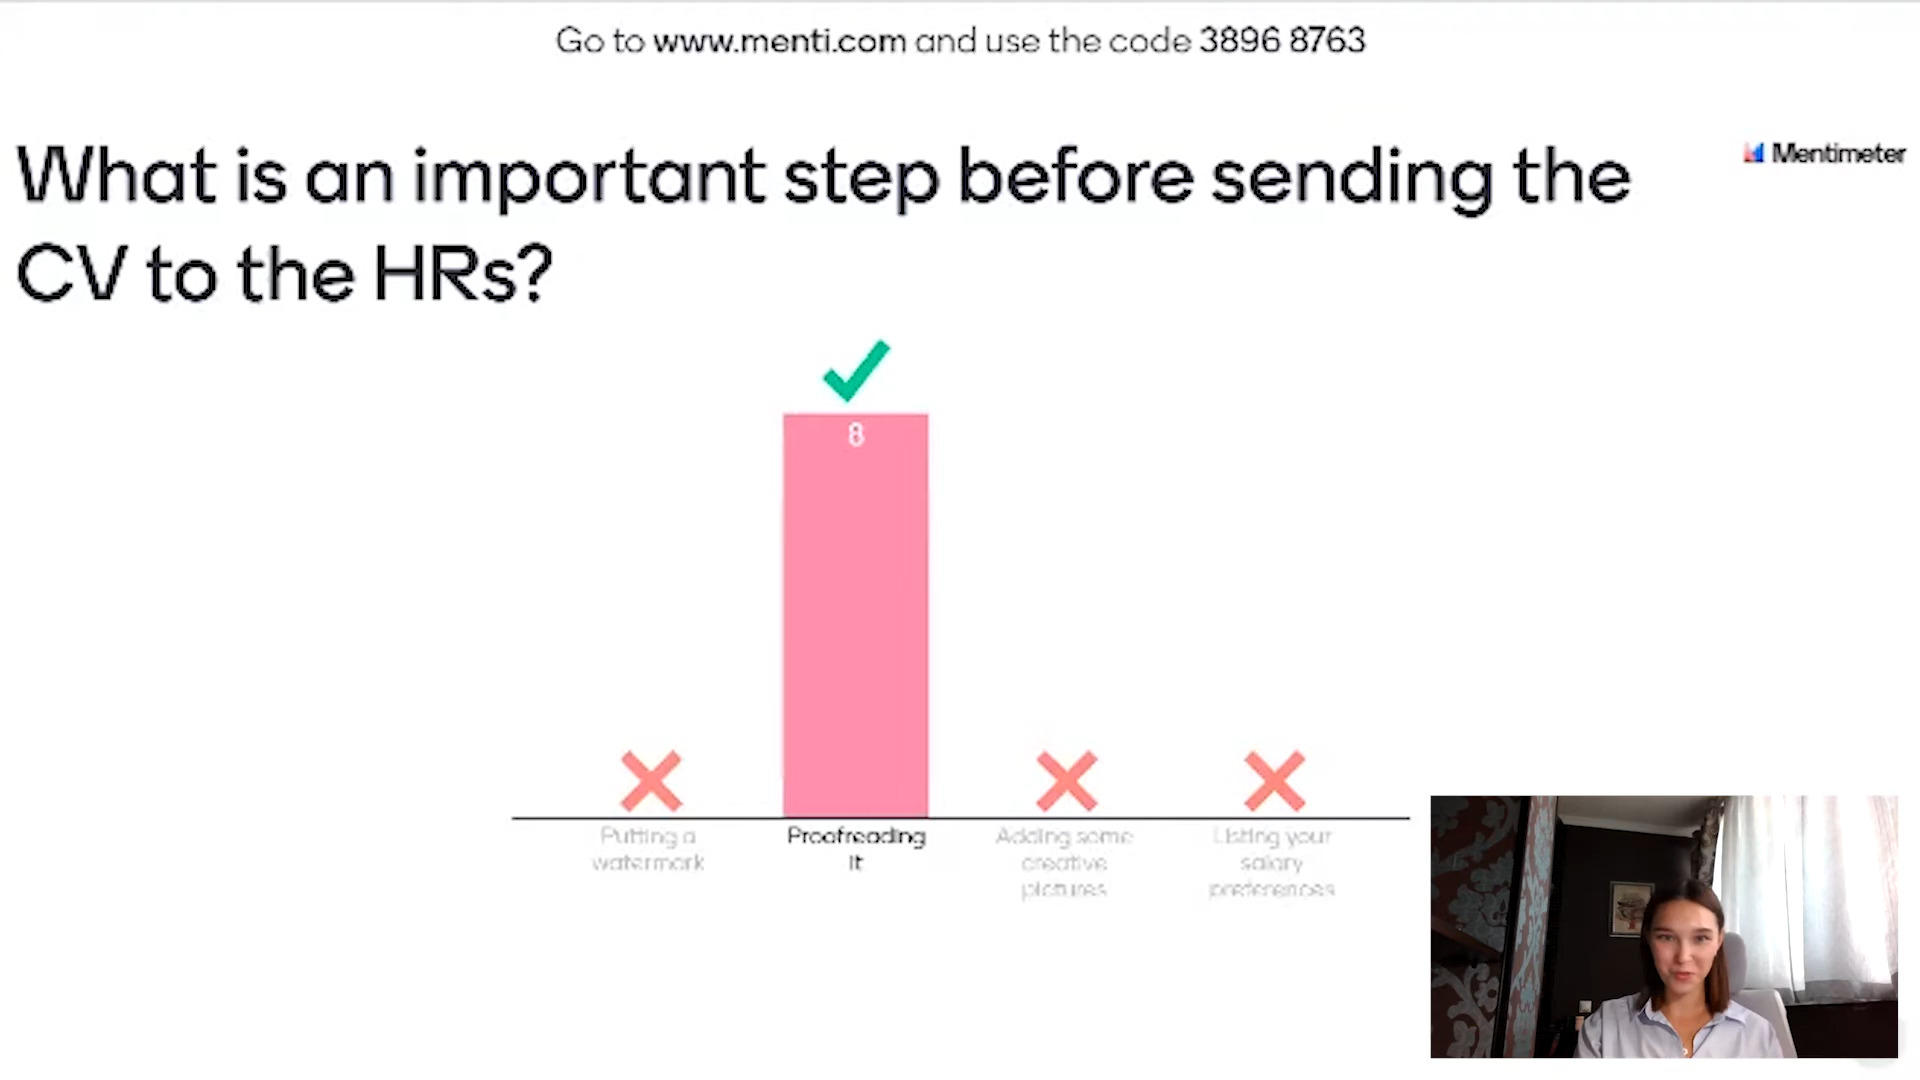 Go to www.menti.com and use the code 3896 8763
What is an important step before sending the
CV to the HRs?
Mentimeter
8
Putting a
watermark
Proofreading
it
Adding some
creative
pictures
Listing your
salary
preferences